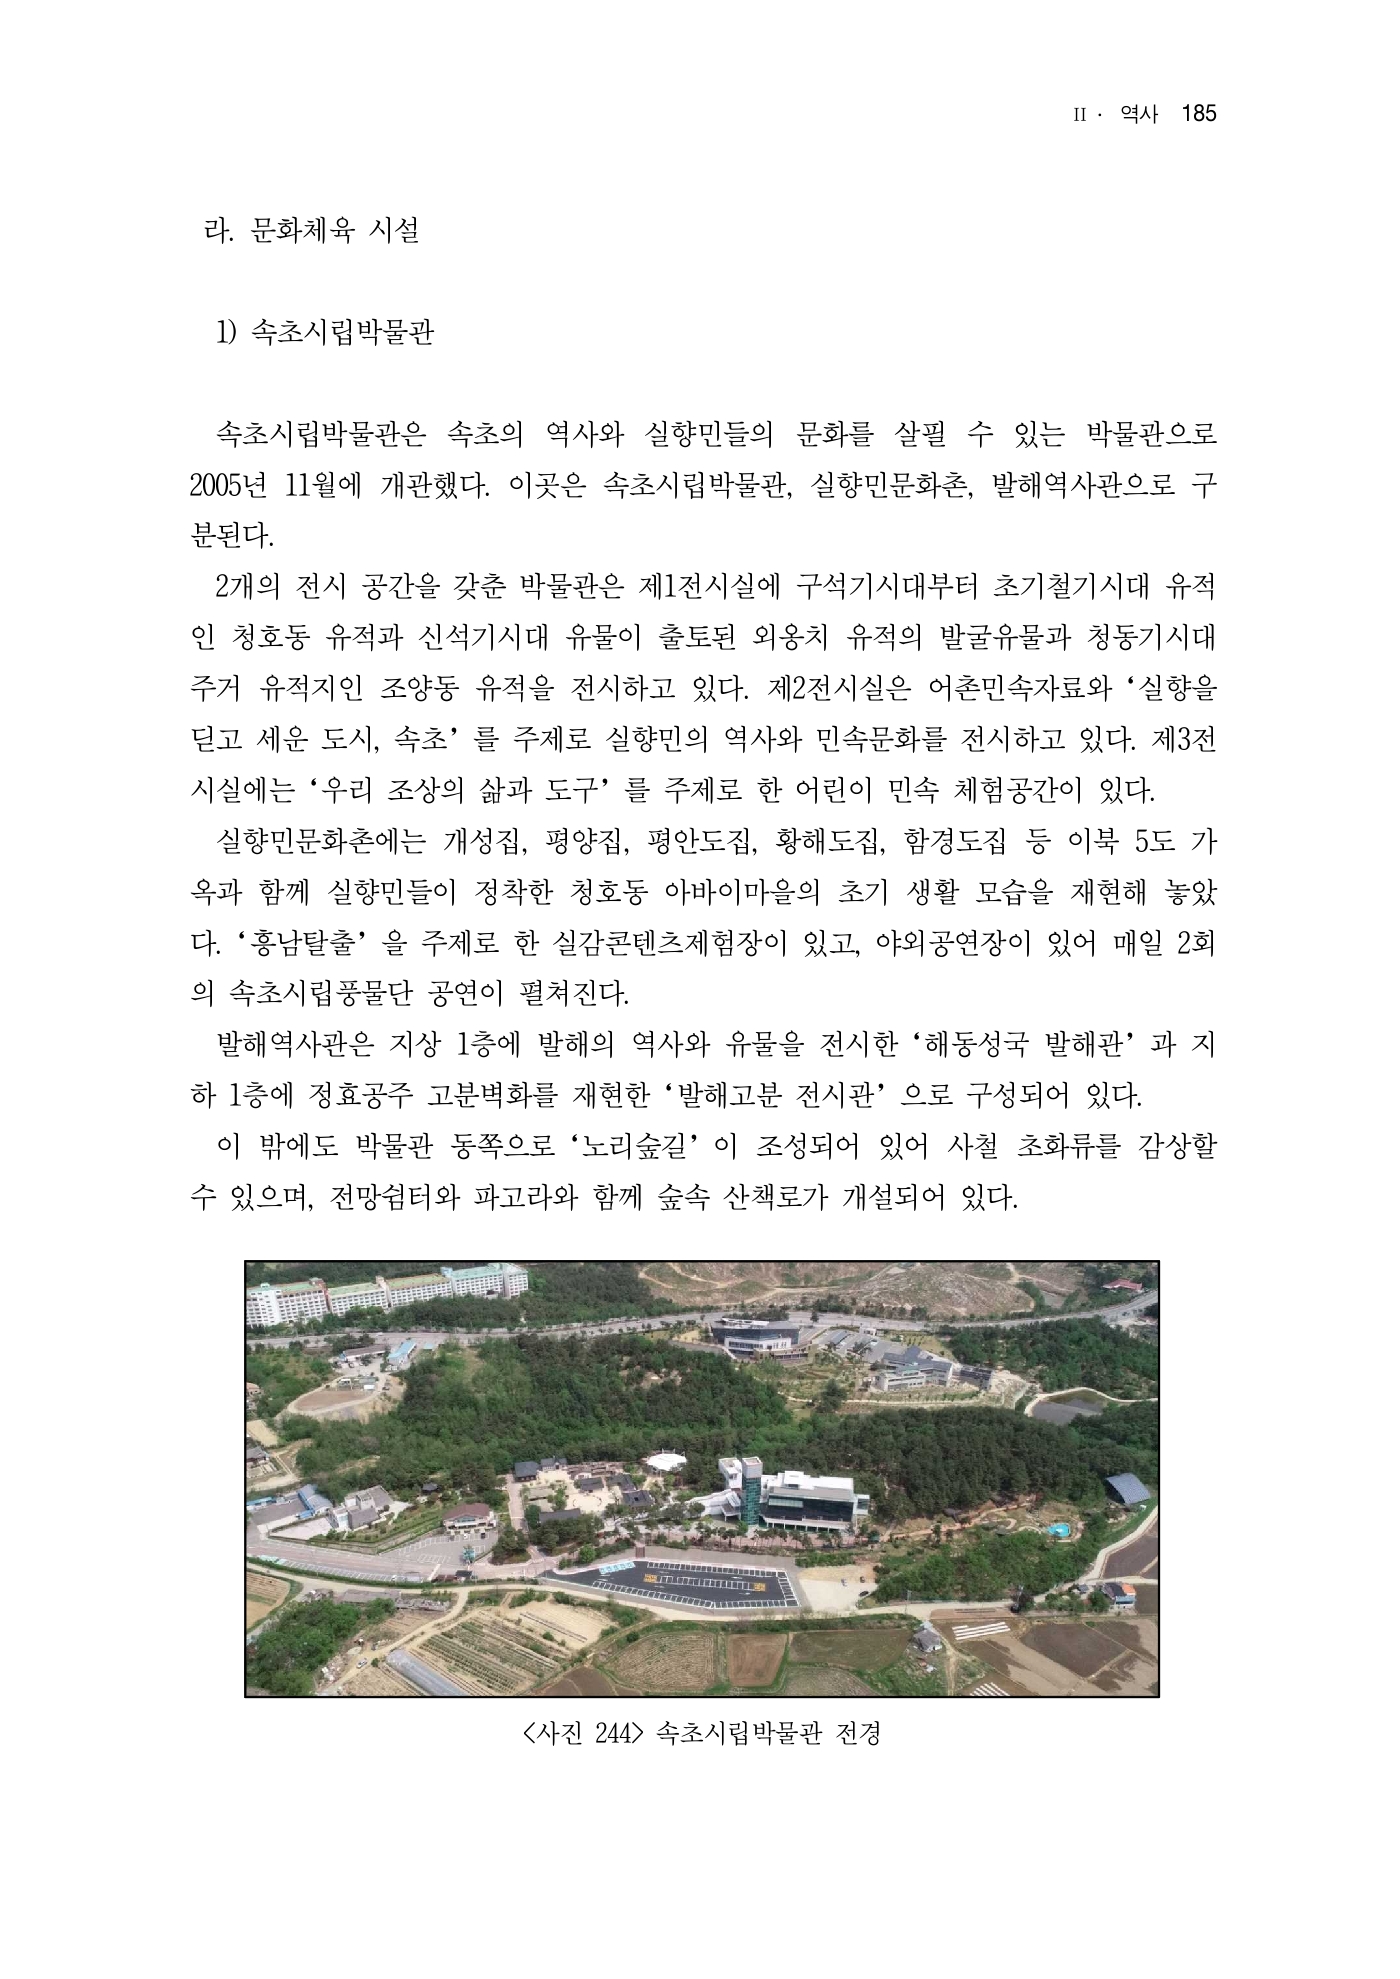 II · 역사 185
라. 문화체육 시설
1) 속초시립박물관
속초시립박물관은 속초의 역사와 실향민들의 문화를 살필 수 있는 박물관으로
2005년 11월에 개관했다. 이곳은 속초시립박물관, 실향민문화촌, 발해역사관으로 구
분된다.
2개의 전시 공간을 갖춘 박물관은 제1전시실에 구석기시대부터 초기철기시대 유적
인 청호동 유적과 신석기시대 유물이 출토된 외옹치 유적의 발굴유물과 청동기시대
주거 유적지인 조양동 유적을 전시하고 있다. 제2전시실은 어촌민속자료와 ‘실향을
딛고 세운 도시, 속초’ 를 주제로 실향민의 역사와 민속문화를 전시하고 있다. 제3전
시실에는 ‘우리 조상의 삶과 도구’ 를 주제로 한 어린이 민속 체험공간이 있다.
실향민문화촌에는 개성집, 평양집, 평안도집, 황해도집, 함경도집 등 이북 5도 가
옥과 함께 실향민들이 정착한 청호동 아바이마을의 초기 생활 모습을 재현해 놓았
다. ‘흥남탈출’ 을 주제로 한 실감콘텐츠제험장이 있고, 야외공연장이 있어 매일 2회
의 속초시립풍물단 공연이 펼쳐진다.
발해역사관은 지상 1층에 발해의 역사와 유물을 전시한 ‘해동성국 발해관’ 과 지
하 1층에 정효공주 고분벽화를 재현한 ‘발해고분 전시관’ 으로 구성되어 있다.
이 밖에도 박물관 동쪽으로 ‘노리숲길’ 이 조성되어 있어 사철 초화류를 감상할
수 있으며, 전망쉼터와 파고라와 함께 숲속 산책로가 개설되어 있다.
<사진 244> 속초시립박물관 전경